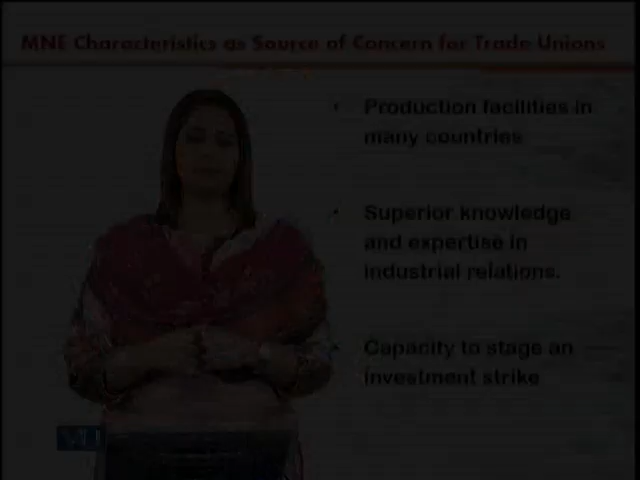 MNE Characteristics as Source of Concern for Trade Unions
• Production facilities in
many countries
• Superior knowledge
and expertise in
industrial relations.
• Capacity to stage an
investment strike